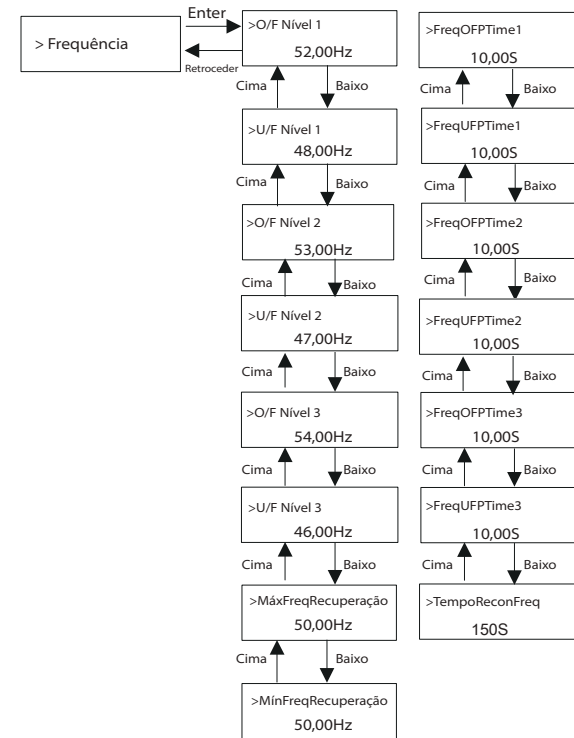 > Frequência
Enter
Retroceder
>O/F Nível 1
52,00Hz
Cima
Baixo
>U/F Nível 1
48,00Hz
Cima
Baixo
>O/F Nível 2
53,00Hz
Cima
Baixo
>U/F Nível 2
47,00Hz
Cima
Baixo
>O/F Nível 3
54,00Hz
Cima
Baixo
>U/F Nível 3
46,00Hz
Cima
Baixo
>MáxFreqRecuperação
50,00Hz
Cima
Baixo
>MínFreqRecuperação
50,00Hz
>FreqOFPTime1
10,00S
Cima
Baixo
>FreqUFPTime1
10,00S
Cima
Baixo
>FreqOFPTime2
10,00S
Cima
Baixo
>FreqUFPTime2
10,00S
Cima
Baixo
>FreqOFPTime3
10,00S
Cima
Baixo
>FreqUFPTime3
10,00S
Cima
Baixo
>TempoReconFreq
150S